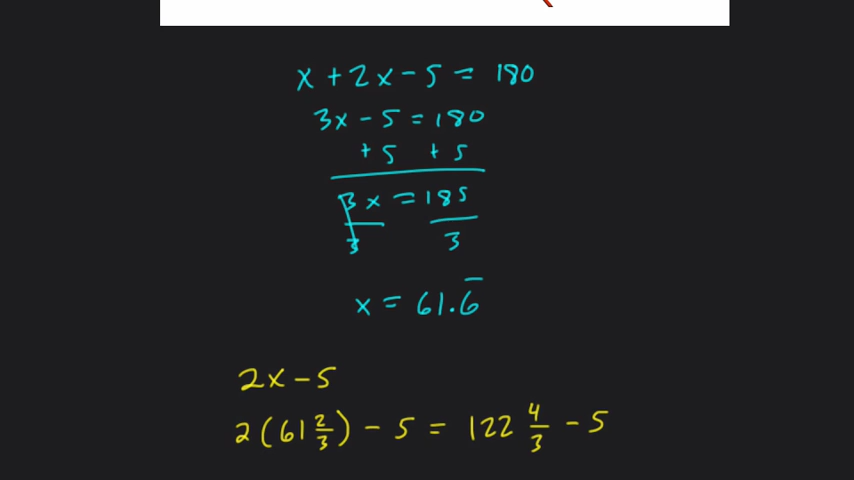 x + 2x - 5 = 180
3x - 5 = 180
+ 5 + 5
3x = 185
3 3
x = 61.6̅
2x - 5
2(61 2/3) - 5 = 122 4/3 - 5